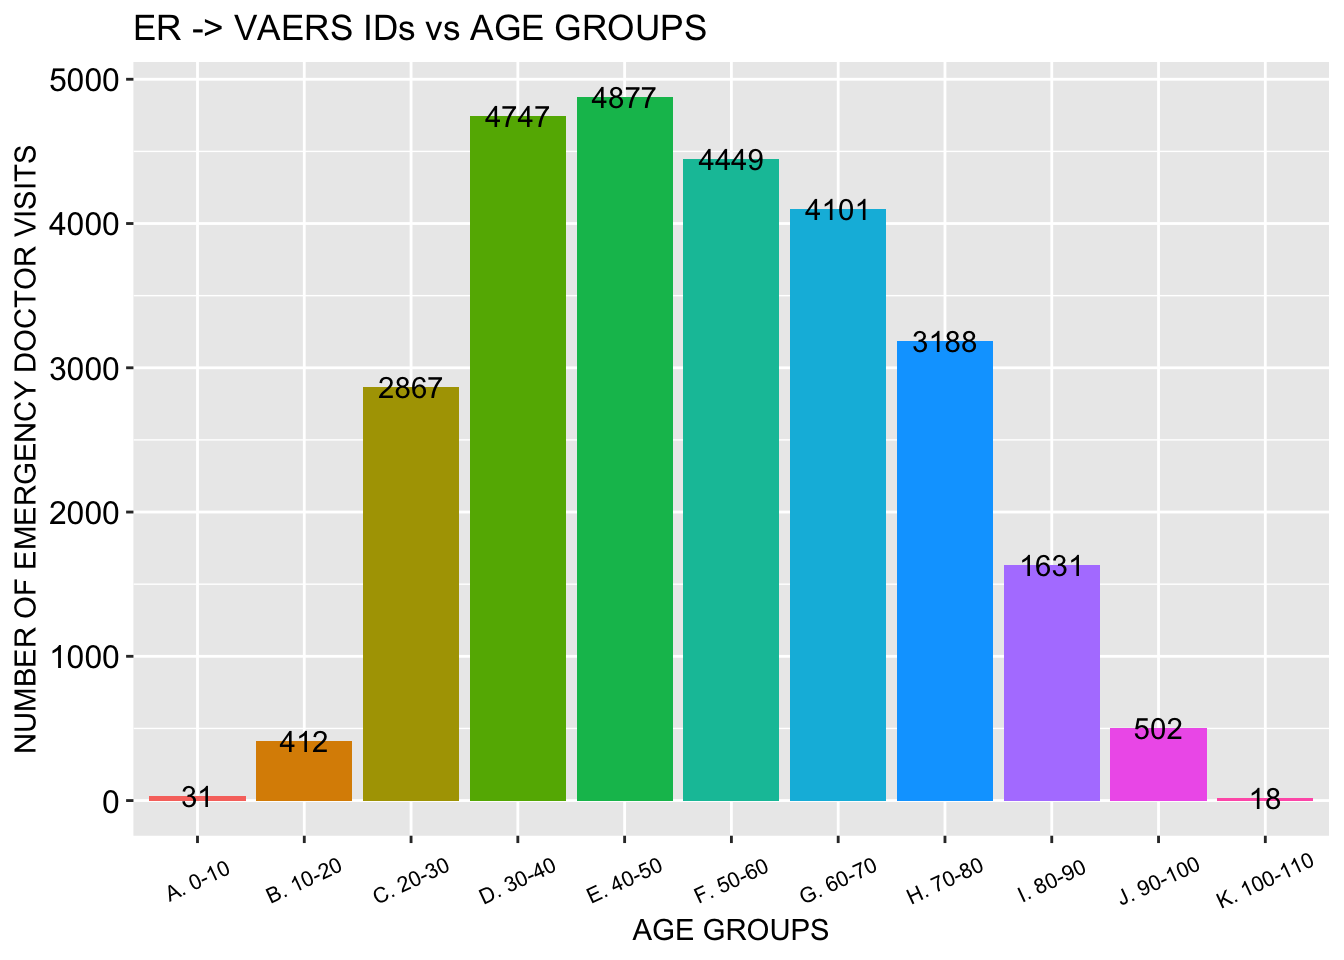 ER -> VAERS IDs vs AGE GROUPS
NUMBER OF EMERGENCY DOCTOR VISITS
5000
4000
3000
2000
1000
0
31
412
2867
4747
4877
4449
4101
3188
1631
502
18
A. 0-10
B. 10-20
C. 20-30
D. 30-40
E. 40-50
F. 50-60
G. 60-70
H. 70-80
I. 80-90
J. 90-100
K. 100-110
AGE GROUPS